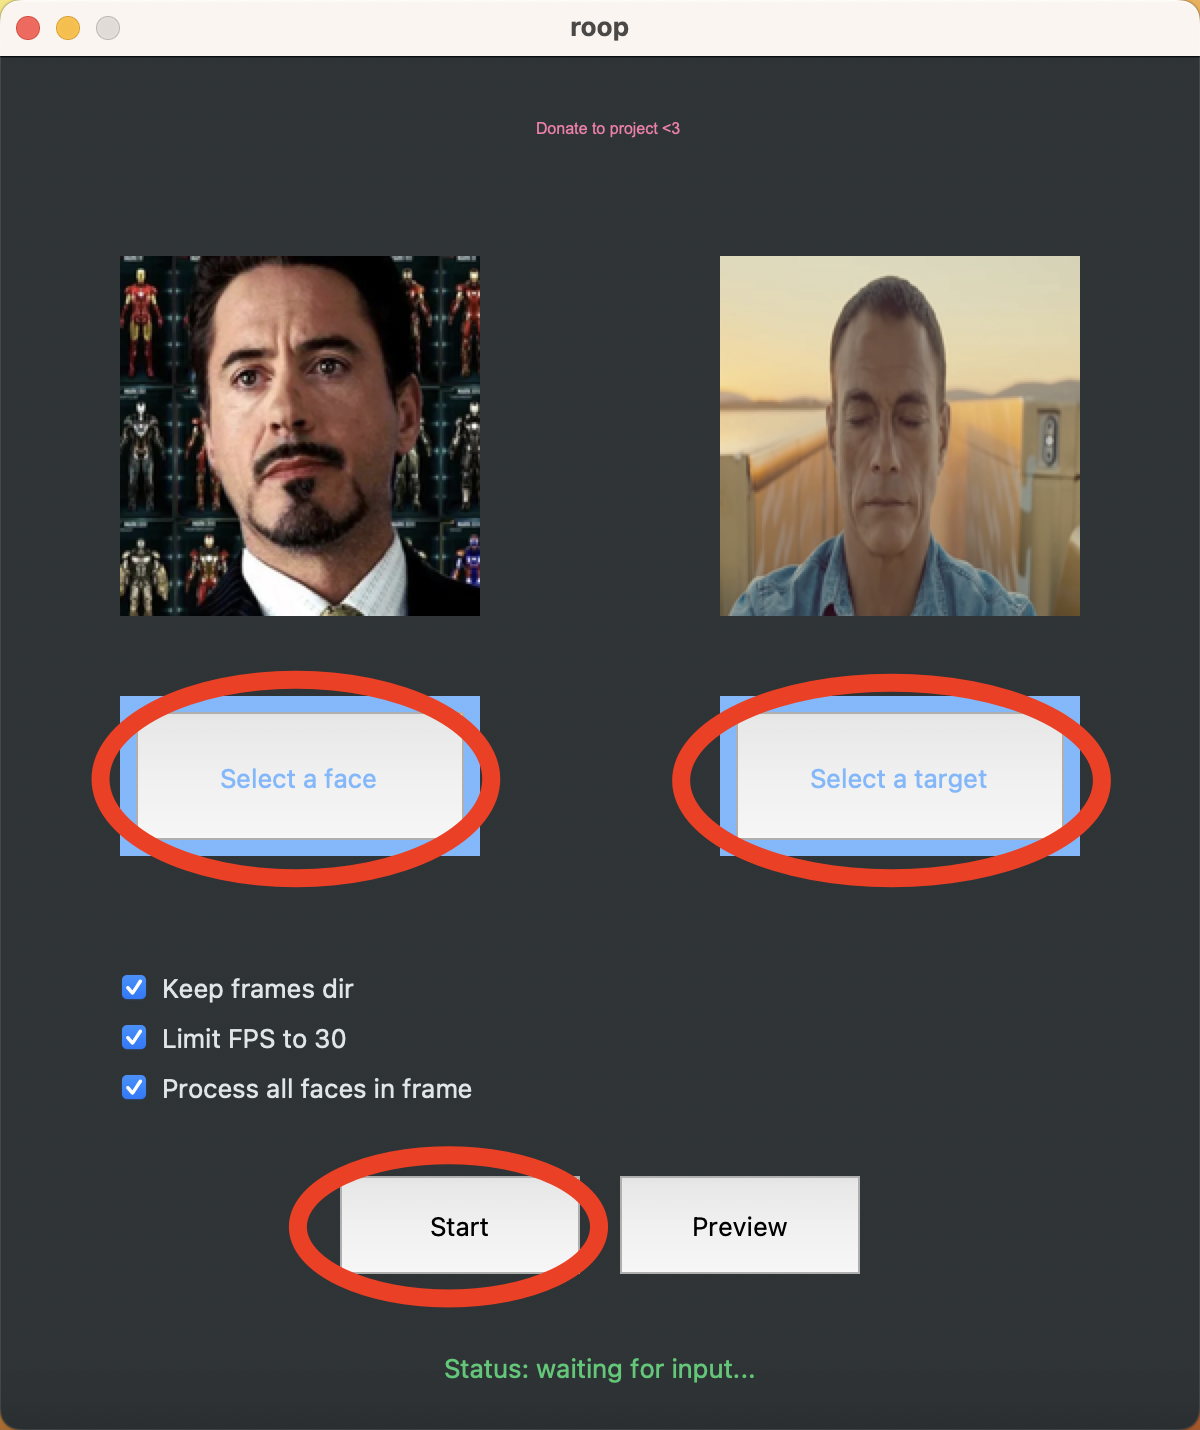 roop
Donate to project <3
Select a face
Select a target
Keep frames dir
Limit FPS to 30
Process all faces in frame
Start
Preview
Status: waiting for input...